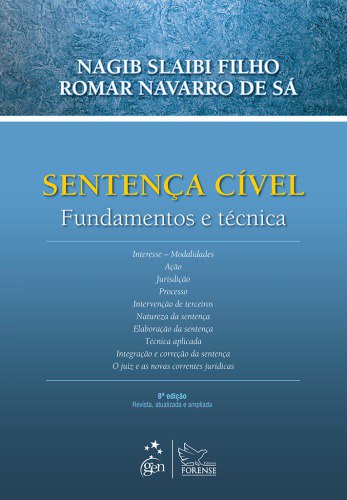 NAGIB SLAIBI FILHO
ROMAR NAVARRO DE SÁ
SENTENÇA CÍVEL
Fundamentos e técnica
Interesse – Modalidades
Ação
Jurisdição
Processo
Intervenção de terceiros
Natureza da sentença
Elaboração da sentença
Técnica aplicada
Integração e correção da sentença
O juiz e as novas correntes jurídicas
8ª edição
Revista, atualizada e ampliada
gen
Editora
FORENSE